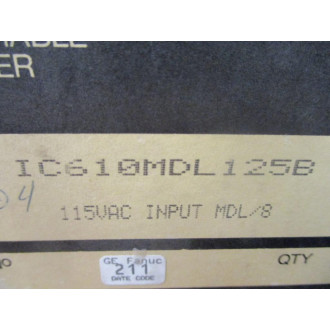 ER
IC610MDL125B
04
115VAC INPUT MDL/8
GE Fanuc
211
DATE CODE
QTY